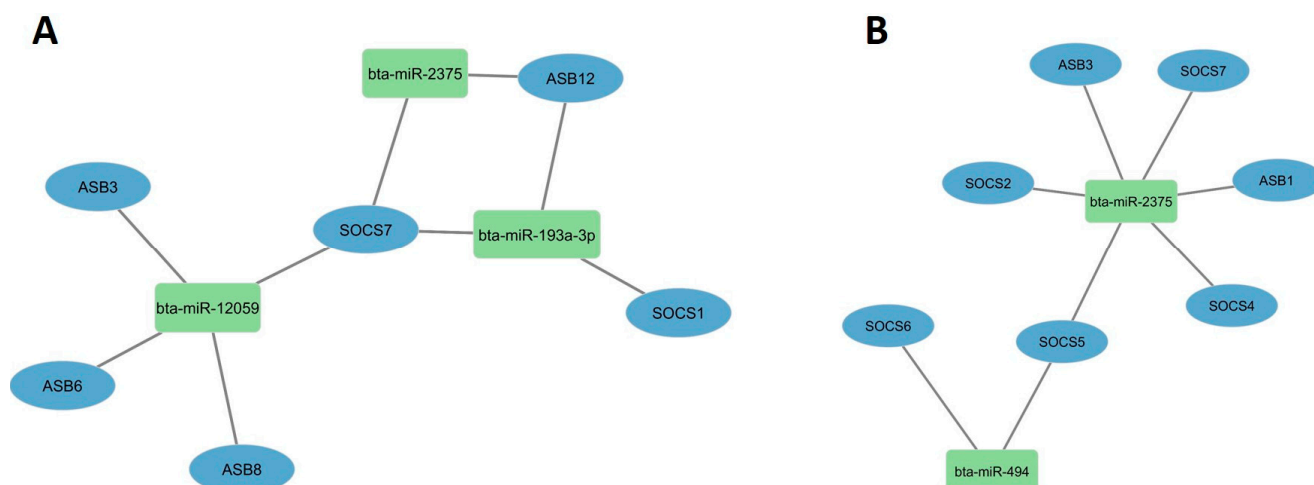 A
bta-miR-2375
ASB12
ASB3
SOCS7
bta-miR-193a-3p
bta-miR-12059
SOCS1
ASB6
ASB8
B
ASB3
SOCS7
SOCS2
ASB1
bta-miR-2375
SOCS4
SOCS6
SOCS5
bta-miR-494